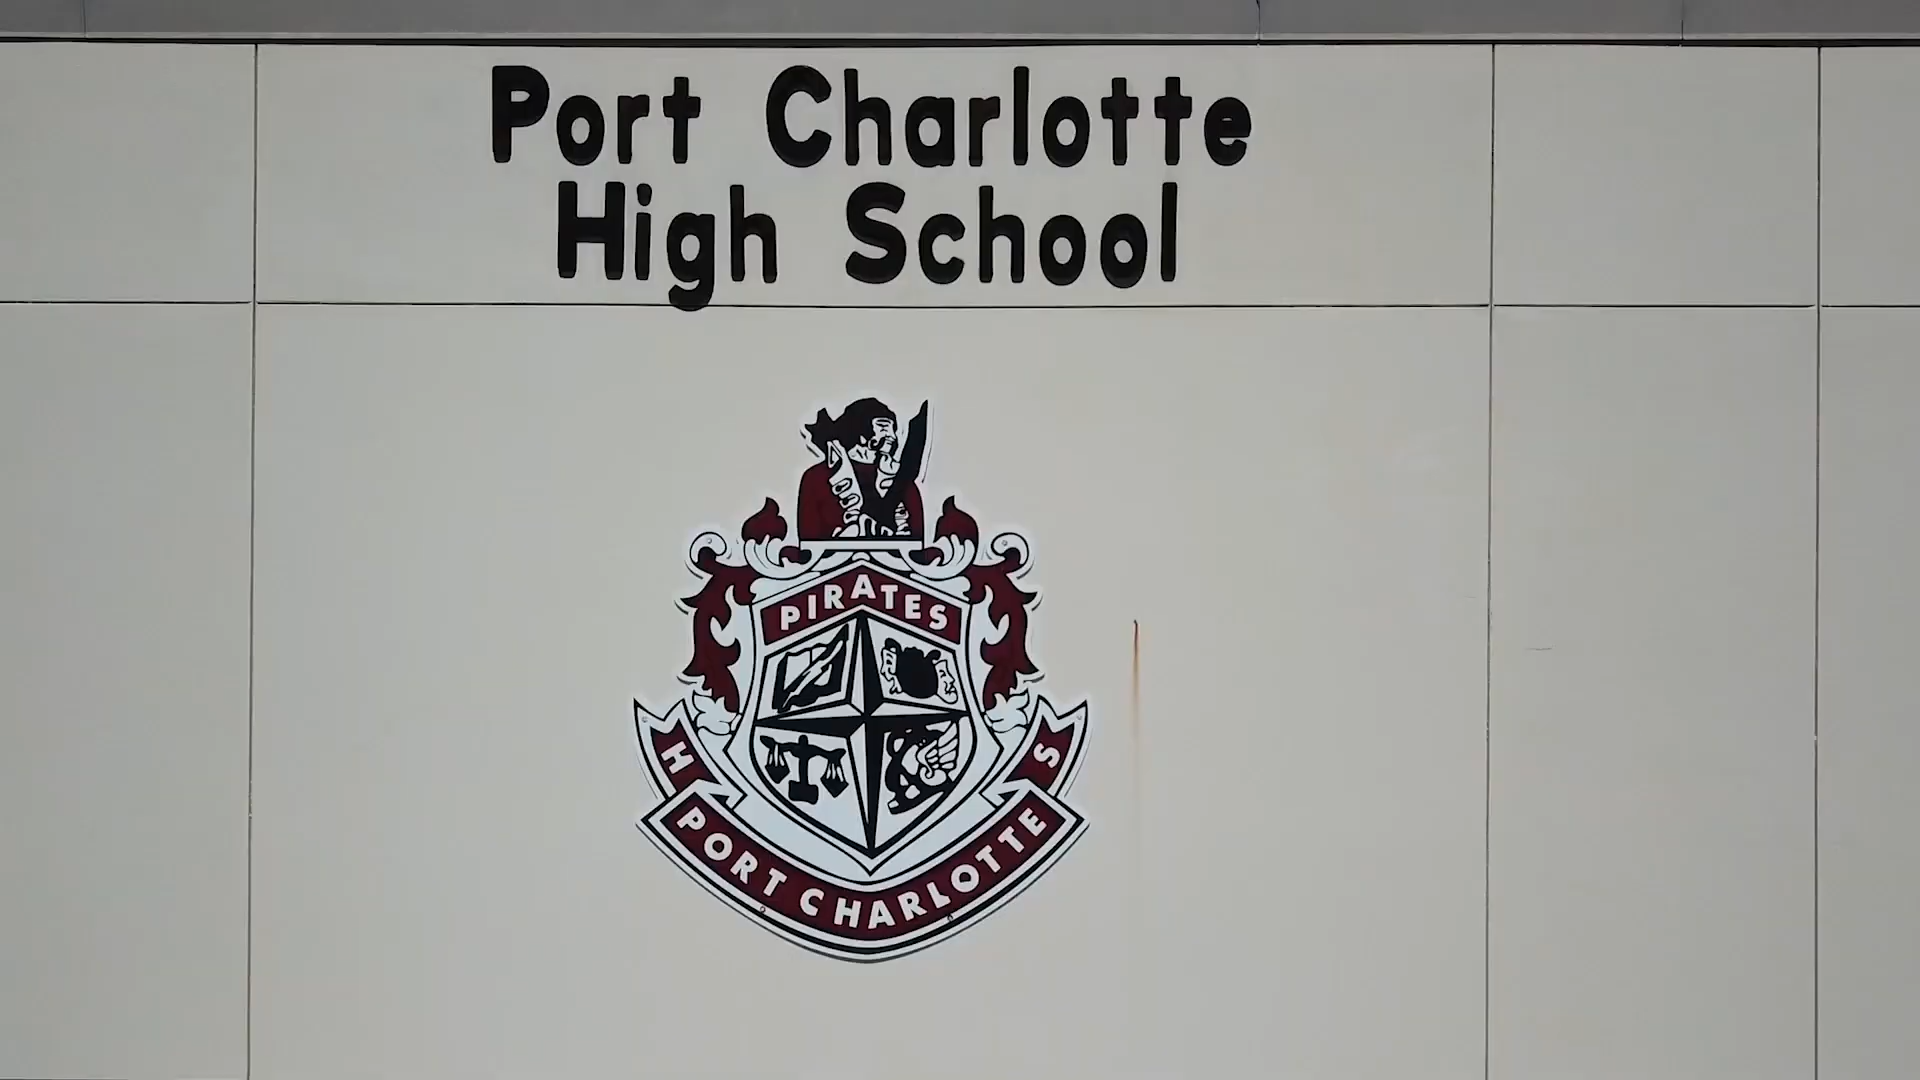 Port Charlotte
High School
PIRATES
H S
PORT CHARLOTTE